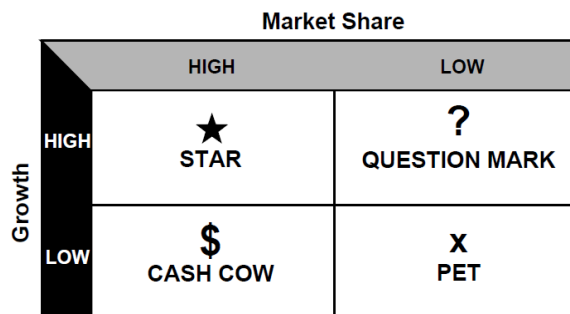 Market Share
HIGH LOW
HIGH
?
STAR QUESTION MARK
Growth
LOW
$ x
CASH COW PET